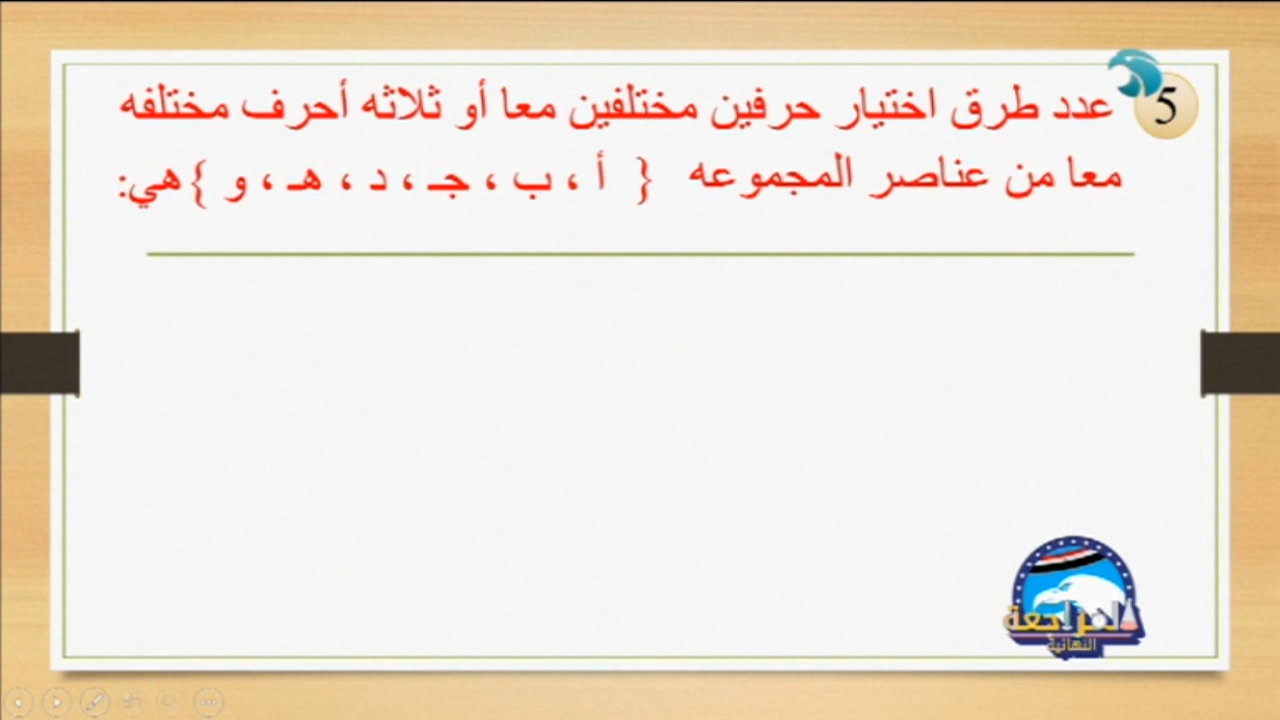 5
عدد طرق اختيار حرفين مختلفين معا أو ثلاثه أحرف مختلفه
معا من عناصر المجموعه { أ ، ب ، جـ ، د ، هـ ، و }هي:
المراجعة
النهائية